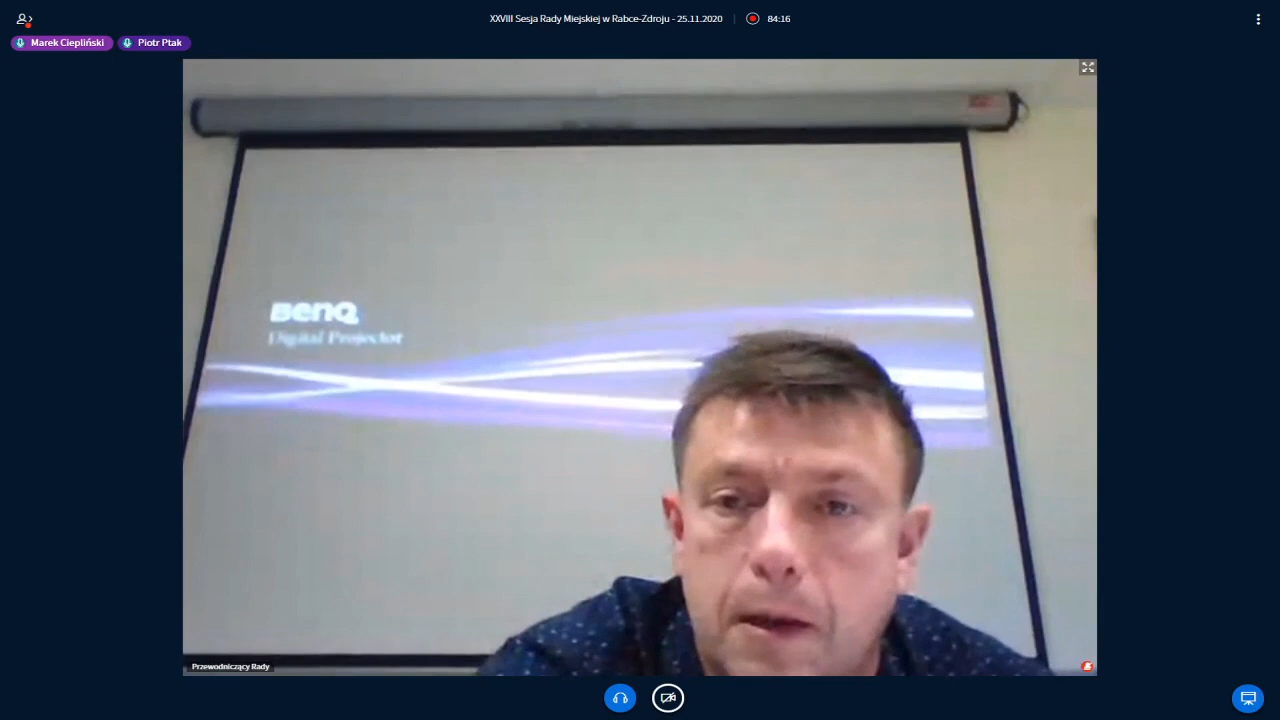 XXVIII Sesja Rady Miejskiej w Rabce-Zdroju - 25.11.2020
84:16
Marek Ciepliński
Piotr Ptak
BenQ
Digital Projector
Przewodniczący Rady